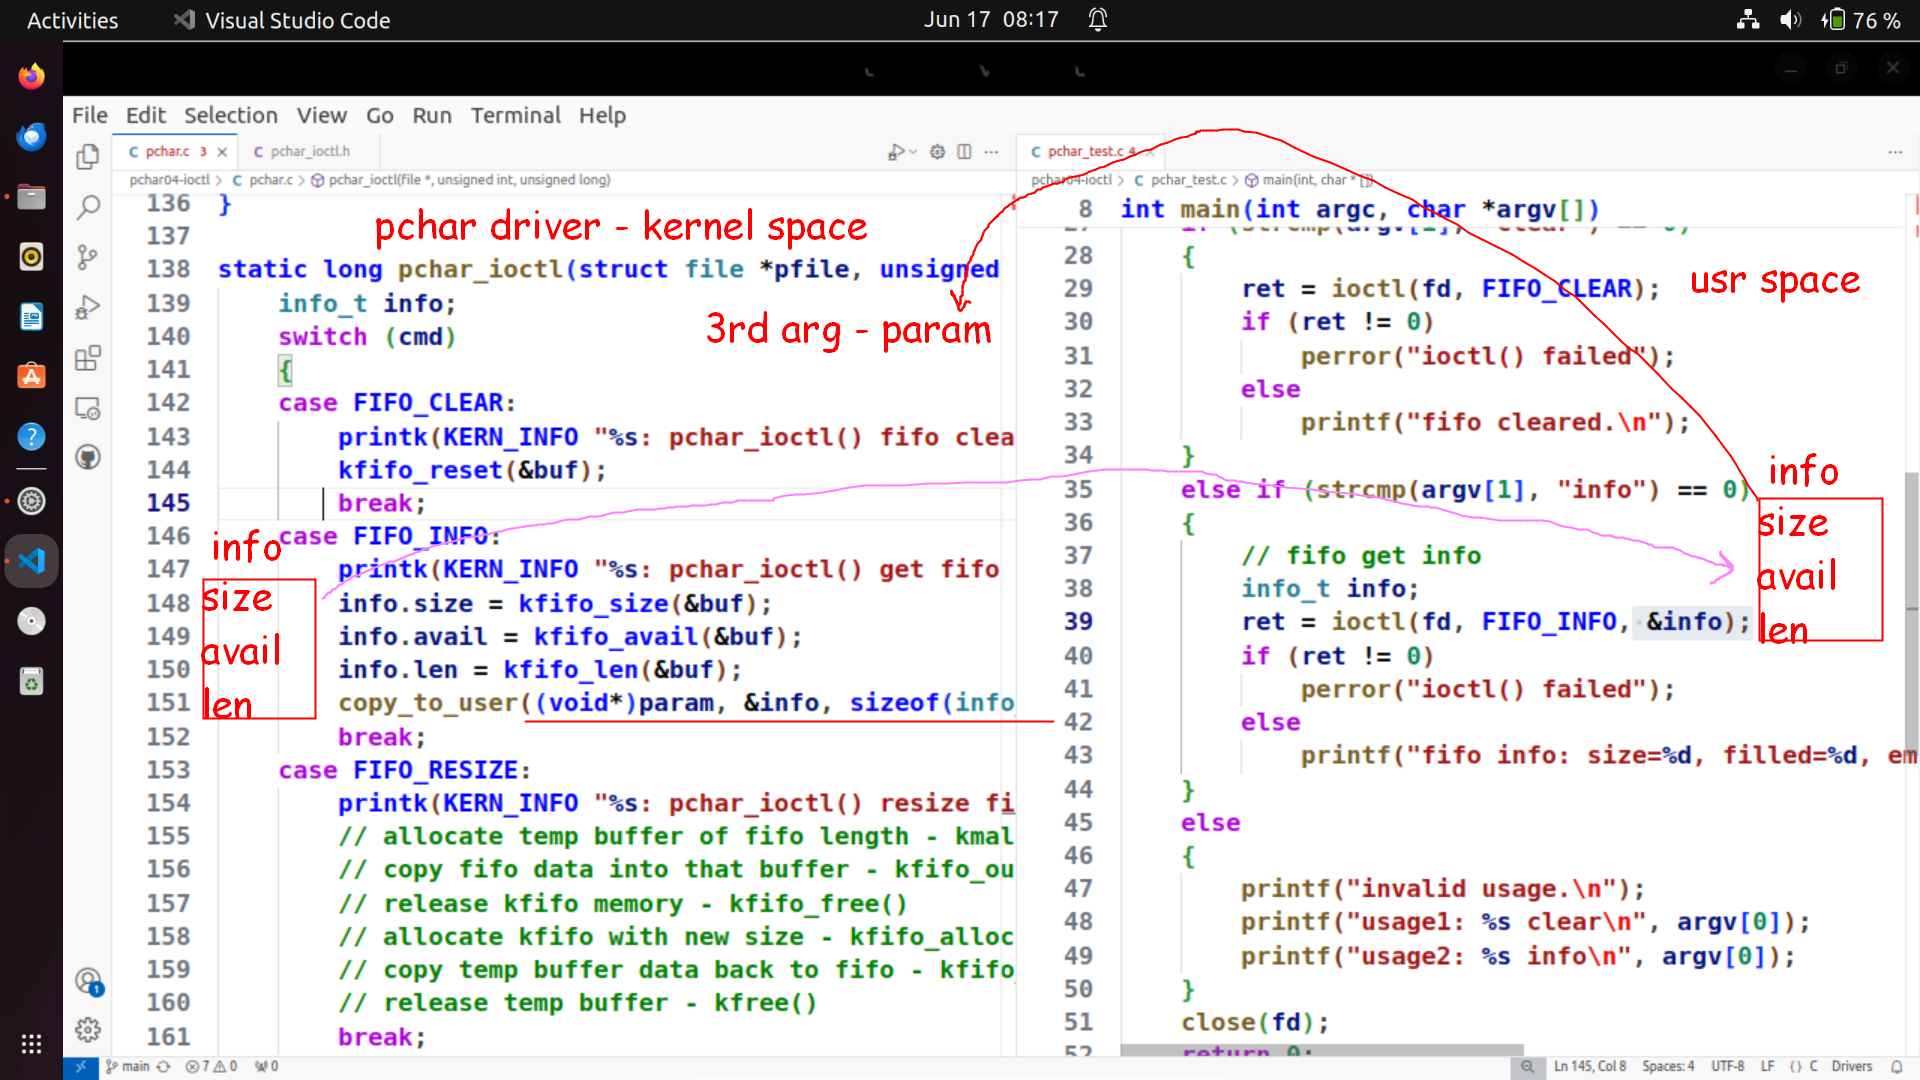 Activities
Visual Studio Code
Jun 17 08:17
76 %
File Edit Selection View Go Run Terminal Help
pchar.c 3
pchar_ioctl.h
pchar04-ioctl > C pchar.c > pchar_ioctl(file *, unsigned int, unsigned long)
pchar driver - kernel space
136 }
137
138 static long pchar_ioctl(struct file *pfile, unsigned
139 info_t info;
3rd arg - param
140 switch (cmd)
141 {
142 case FIFO_CLEAR:
143 printk(KERN_INFO "%s: pchar_ioctl() fifo clea
144 kfifo_reset(&buf);
145 break;
146 case FIFO_INFO:
147 printk(KERN_INFO "%s: pchar_ioctl() get fifo
148 info.size = kfifo_size(&buf);
149 info.avail = kfifo_avail(&buf);
150 info.len = kfifo_len(&buf);
151 copy_to_user((void*)param, &info, sizeof(info
152 break;
153 case FIFO_RESIZE:
154 printk(KERN_INFO "%s: pchar_ioctl() resize fi
155 // allocate temp buffer of fifo length - kmal
156 // copy fifo data into that buffer - kfifo_ou
157 // release kfifo memory - kfifo_free()
158 // allocate kfifo with new size - kfifo_alloc
159 // copy temp buffer data back to fifo - kfifo_
160 // release temp buffer - kfree()
161 break;
info
size
avail
len
pchar_test.c 4
pchar04-ioctl > C pchar_test.c > main(int, char * [])
8 int main(int argc, char *argv[])
usr space
28 {
29 ret = ioctl(fd, FIFO_CLEAR);
30 if (ret != 0)
31 perror("ioctl() failed");
32 else
33 printf("fifo cleared.\n");
34 }
35 else if (strcmp(argv[1], "info") == 0)
36 {
37 // fifo get info
38 info_t info;
39 ret = ioctl(fd, FIFO_INFO, &info);
40 if (ret != 0)
41 perror("ioctl() failed");
42 else
43 printf("fifo info: size=%d, filled=%d, em
44 }
45 else
46 {
47 printf("invalid usage.\n");
48 printf("usage1: %s clear\n", argv[0]);
49 printf("usage2: %s info\n", argv[0]);
50 }
51 close(fd);
52 return 0;
info
size
avail
len
main 7 0 0
Ln 145, Col 8 Spaces: 4 UTF-8 LF {} C Drivers